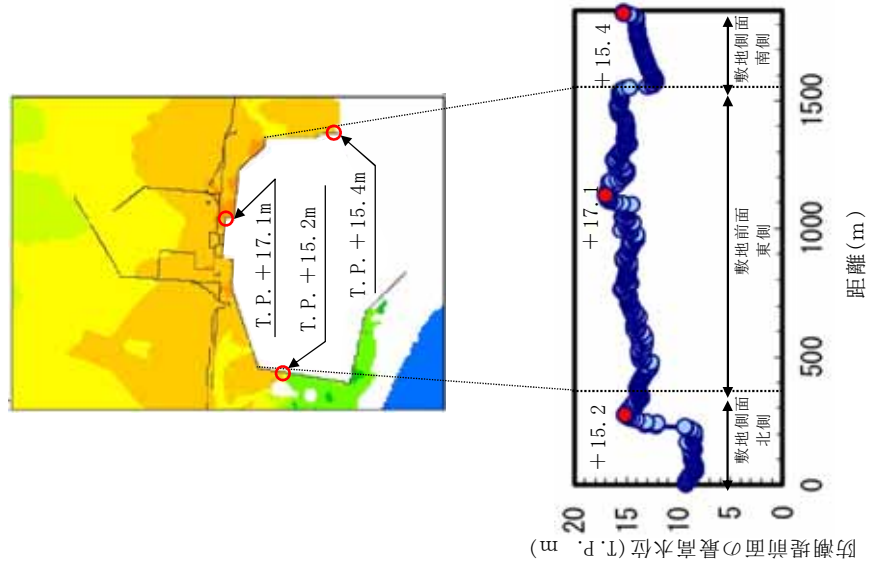 T.P.+17.1m
T.P.+15.2m
T.P.+15.4m
+15.2
+17.1
+15.4
敷地側面
北側
敷地前面
東側
敷地側面
南側
20
15
10
5
0
0
500
1000
1500
距離(m)
防潮堤前面の最高水位(T.P. m)